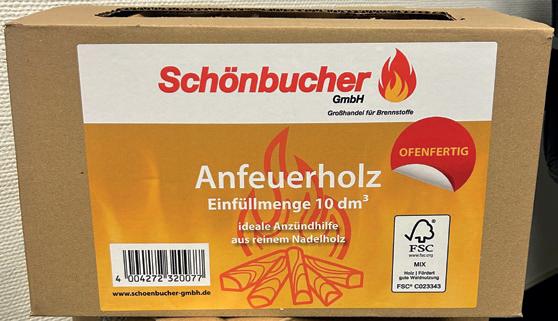 Schönbucher
GmbH
Großhandel für Brennstoffe
OFENFERTIG
Anfeuerholz
Einfüllmenge 10 dm³
ideale Anzündhilfe
aus reinem Nadelholz
4 004272 320077
www.schoenbucher-gmbh.de
FSC
www.fsc.org
MIX
Holz | Fördert
gute Waldnutzung
FSC® C023343